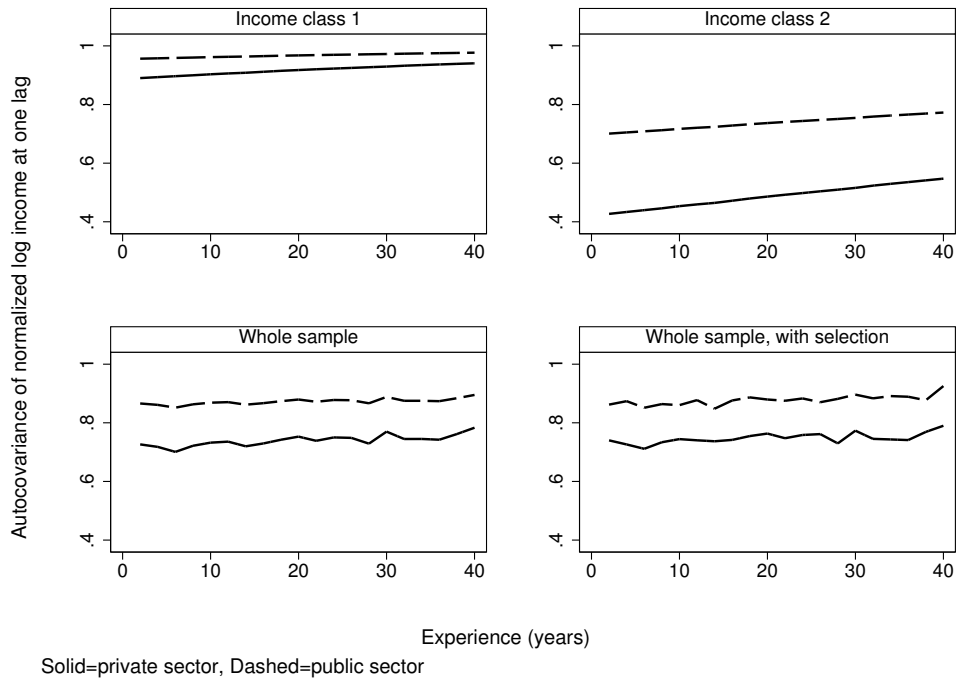 Autocovariance of normalized log income at one lag
Income class 1
1
.8
.6
.4
0 10 20 30 40
Income class 2
1
.8
.6
.4
0 10 20 30 40
Whole sample
1
.8
.6
.4
0 10 20 30 40
Whole sample, with selection
1
.8
.6
.4
0 10 20 30 40
Experience (years)
Solid=private sector, Dashed=public sector